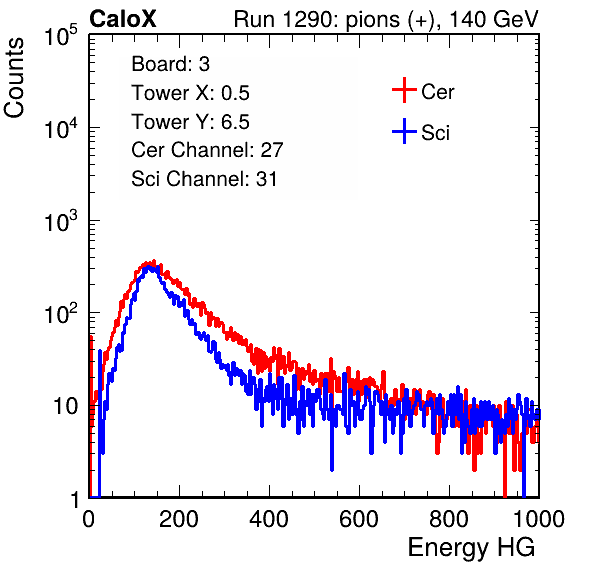 CaloX Run 1290: pions (+), 140 GeV
Counts
Board: 3
Tower X: 0.5
Tower Y: 6.5
Cer Channel: 27
Sci Channel: 31
Cer
Sci
10^5
10^4
10^3
10^2
10
1
0 200 400 600 800 1000
Energy HG